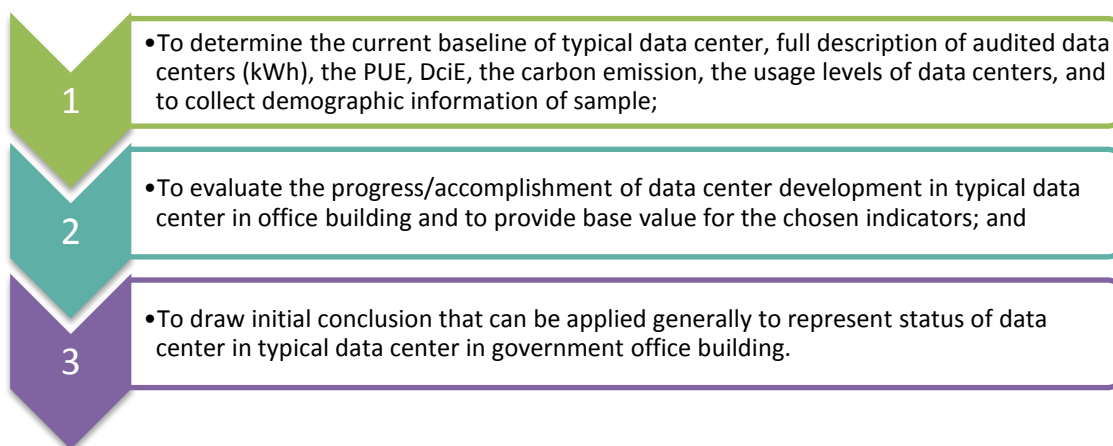 1
•To determine the current baseline of typical data center, full description of audited data
centers (kWh), the PUE, DciE, the carbon emission, the usage levels of data centers, and
to collect demographic information of sample;
2
•To evaluate the progress/accomplishment of data center development in typical data
center in office building and to provide base value for the chosen indicators; and
3
•To draw initial conclusion that can be applied generally to represent status of data
center in typical data center in government office building.